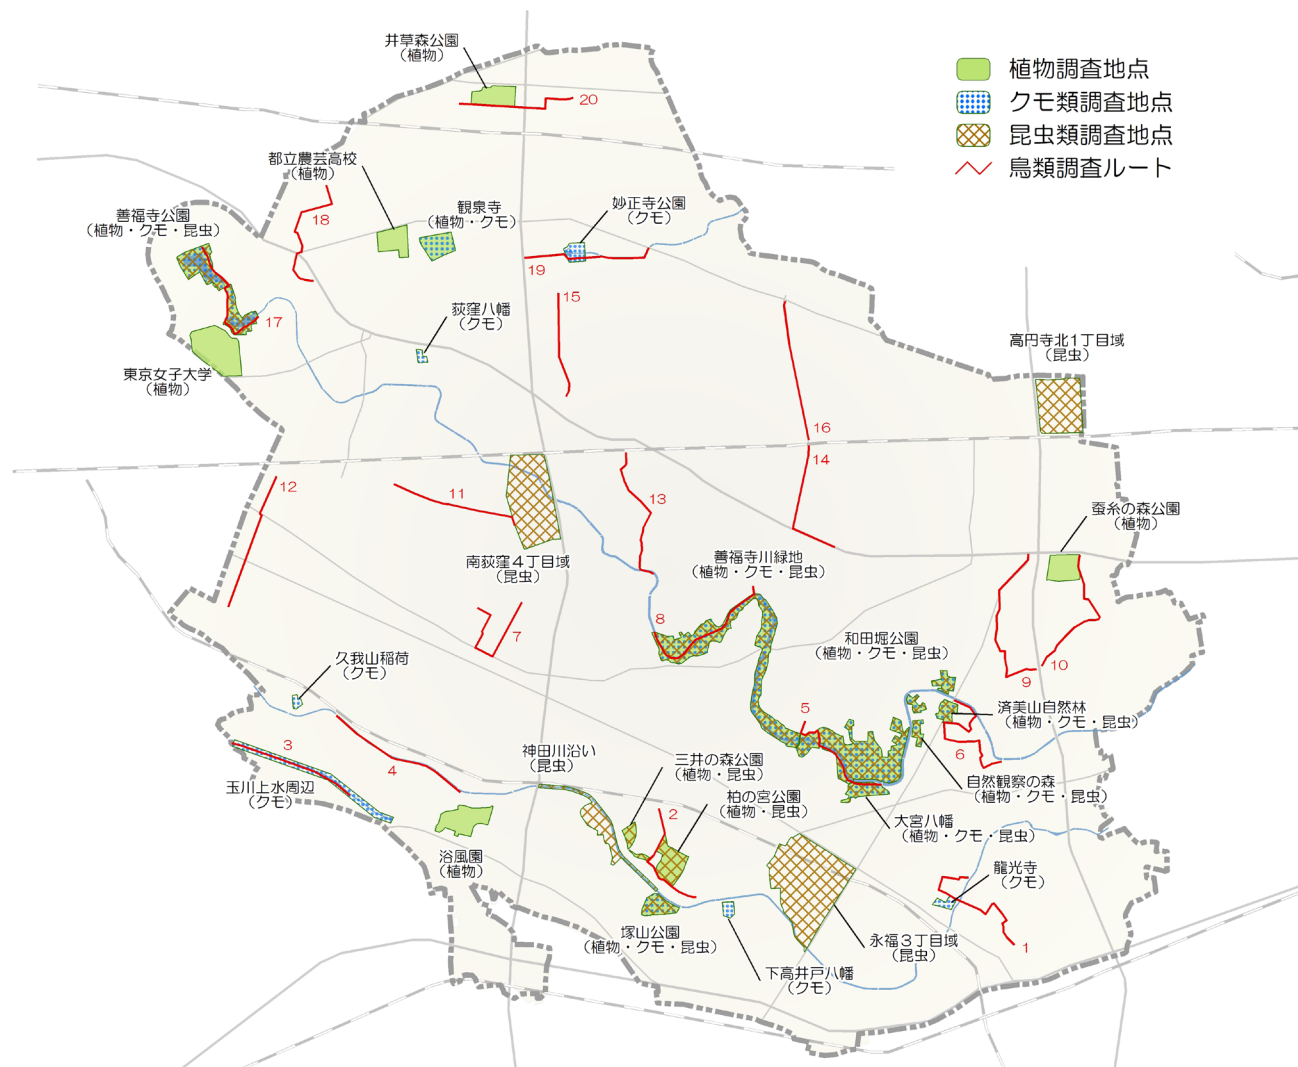 井草森公園
（植物）
20
植物調査地点
クモ類調査地点
昆虫類調査地点
鳥類調査ルート
都立農芸高校
（植物）
18
善福寺公園
（植物・クモ・昆虫）
観泉寺
（植物・クモ）
妙正寺公園
（クモ）
19
17
荻窪八幡
（クモ）
15
東京女子大学
（植物）
高円寺北1丁目域
（昆虫）
16
14
12
11
13
蚕糸の森公園
（植物）
南荻窪４丁目域
（昆虫）
善福寺川緑地
（植物・クモ・昆虫）
8
7
和田堀公園
（植物・クモ・昆虫）
10
9
久我山稲荷
（クモ）
済美山自然林
（植物・クモ・昆虫）
5
6
3
4
玉川上水周辺
（クモ）
神田川沿い
（昆虫）
三井の森公園
（植物・昆虫）
柏の宮公園
（植物・昆虫）
2
自然観察の森
（植物・クモ・昆虫）
大宮八幡
（植物・クモ・昆虫）
浴風園
（植物）
龍光寺
（クモ）
塚山公園
（植物・クモ・昆虫）
永福３丁目域
（昆虫）
1
下高井戸八幡
（クモ）